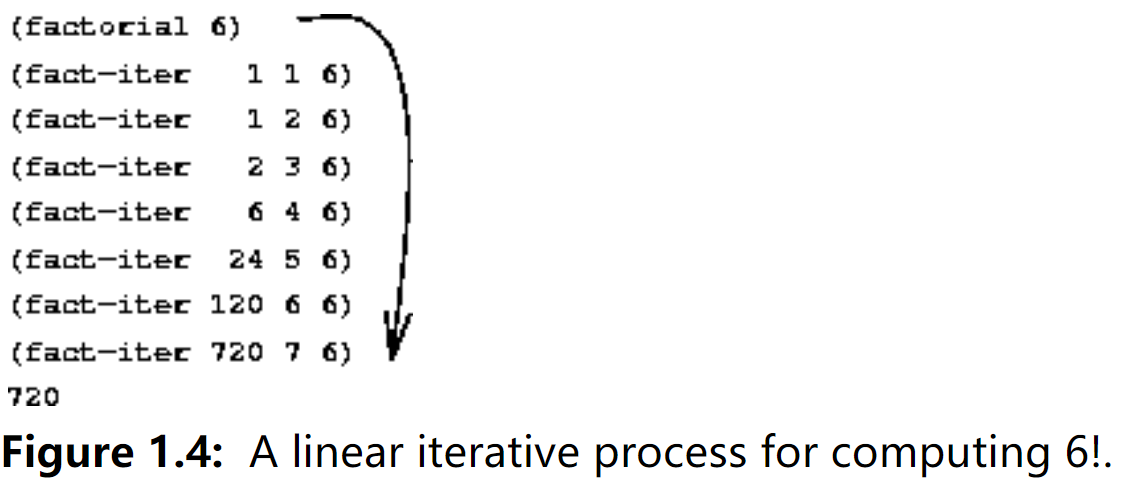 (factorial 6)
(fact-iter 1 1 6)
(fact-iter 1 2 6)
(fact-iter 2 3 6)
(fact-iter 6 4 6)
(fact-iter 24 5 6)
(fact-iter 120 6 6)
(fact-iter 720 7 6)
720
Figure 1.4: A linear iterative process for computing 6!.